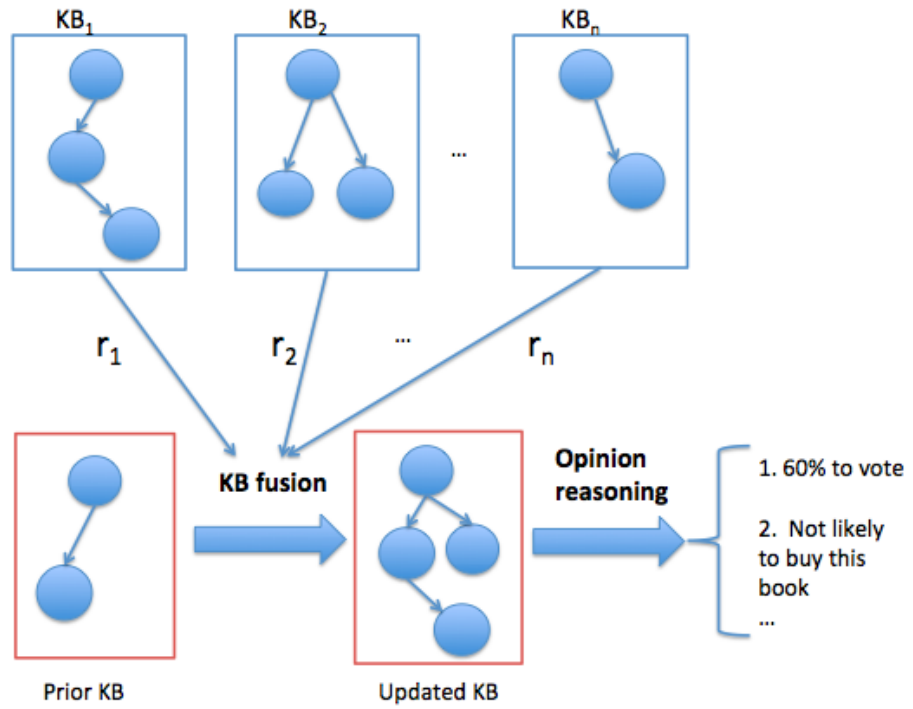 KB₁
KB₂
KBₙ
...
r₁
r₂
...
rₙ
KB fusion
Opinion
reasoning
1. 60% to vote
2. Not likely
to buy this
book
...
Prior KB
Updated KB